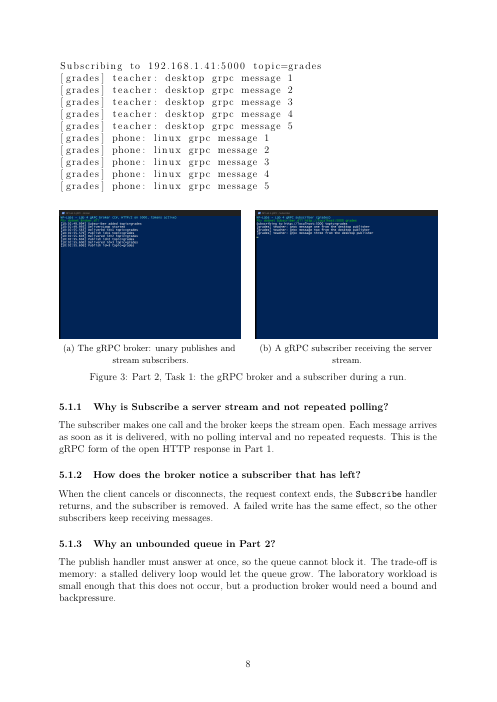 Subscribing to 192.168.1.41:5000 topic=grades
[grades] teacher: desktop grpc message 1
[grades] teacher: desktop grpc message 2
[grades] teacher: desktop grpc message 3
[grades] teacher: desktop grpc message 4
[grades] teacher: desktop grpc message 5
[grades] phone: linux grpc message 1
[grades] phone: linux grpc message 2
[grades] phone: linux grpc message 3
[grades] phone: linux grpc message 4
[grades] phone: linux grpc message 5
(a) The gRPC broker: unary publishes and
stream subscribers.
(b) A gRPC subscriber receiving the server
stream.
Figure 3: Part 2, Task 1: the gRPC broker and a subscriber during a run.
5.1.1 Why is Subscribe a server stream and not repeated polling?
The subscriber makes one call and the broker keeps the stream open. Each message arrives
as soon as it is delivered, with no polling interval and no repeated requests. This is the
gRPC form of the open HTTP response in Part 1.
5.1.2 How does the broker notice a subscriber that has left?
When the client cancels or disconnects, the request context ends, the Subscribe handler
returns, and the subscriber is removed. A failed write has the same effect, so the other
subscribers keep receiving messages.
5.1.3 Why an unbounded queue in Part 2?
The publish handler must answer at once, so the queue cannot block it. The trade-off is
memory: a stalled delivery loop would let the queue grow. The laboratory workload is
small enough that this does not occur, but a production broker would need a bound and
backpressure.
8